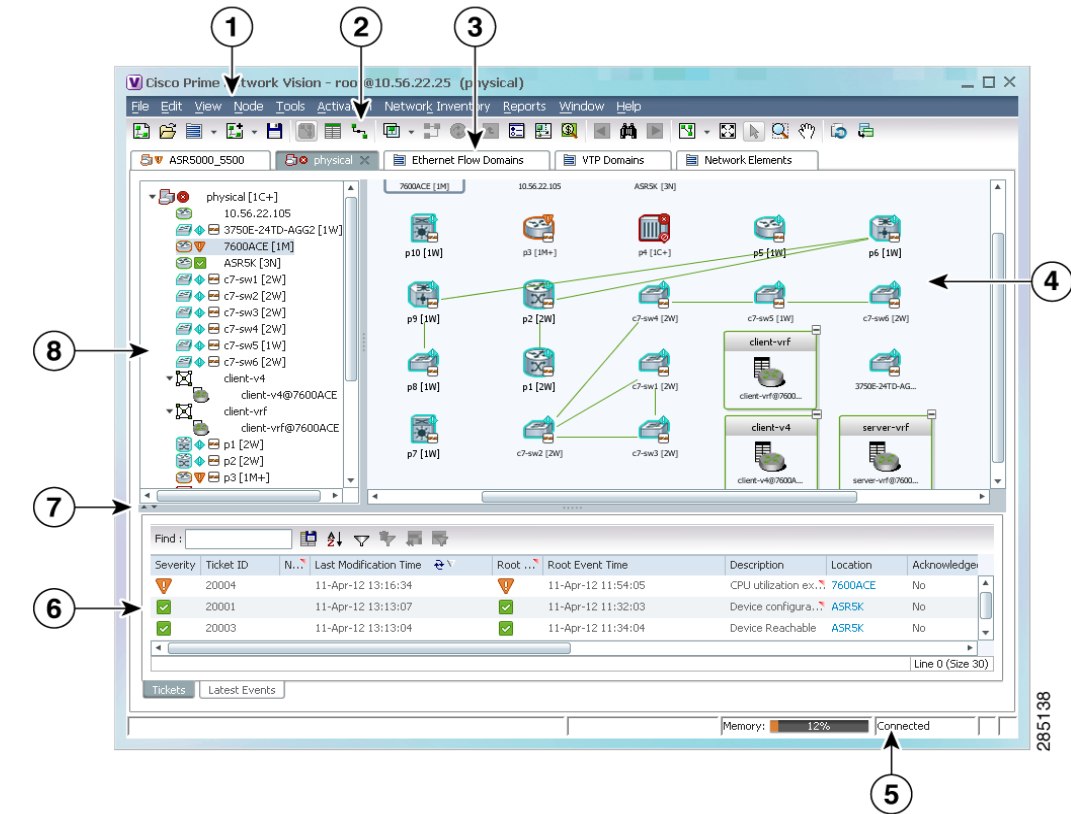 1 2 3
Cisco Prime Network Vision - root@10.56.22.25 (physical)
File Edit View Node Tools Activation Network Inventory Reports Window Help
ASR5000_5500 physical Ethernet Flow Domains VTP Domains Network Elements
physical [1C+]
10.56.22.105
3750E-24TD-AGG2 [1W]
7600ACE [1M]
ASR5K [3N]
c7-sw1 [2W]
c7-sw2 [2W]
c7-sw3 [2W]
c7-sw4 [2W]
c7-sw5 [1W]
c7-sw6 [2W]
client-v4
client-v4@7600ACE
client-vrf
client-vrf@7600ACE
p1 [2W]
p2 [2W]
p3 [1M+]
7600ACE [1M] 10.56.22.105 ASR5K [3N]
p10 [1W] p3 [1M+] p4 [1C+] p5 [1W] p6 [1W]
p9 [1W] p2 [2W] c7-sw4 [2W] c7-sw5 [1W] c7-sw6 [2W]
client-vrf
p8 [1W] p1 [2W] c7-sw1 [2W] client-vrf@7600... 3750E-24TD-AG...
client-v4 server-vrf
p7 [1W] c7-sw2 [2W] c7-sw3 [2W]
client-v4@7600A... server-vrf@7600...
4
8
7
Find :
Severity Ticket ID N... Last Modification Time Root ... Root Event Time Description Location Acknowledged
20004 11-Apr-12 13:16:34 11-Apr-12 11:54:05 CPU utilization ex... 7600ACE No
20001 11-Apr-12 13:13:07 11-Apr-12 11:32:03 Device configura... ASR5K No
20003 11-Apr-12 13:13:04 11-Apr-12 11:34:04 Device Reachable ASR5K No
6
Line 0 (Size 30)
Tickets Latest Events
Memory: 12% Connected
5
285138